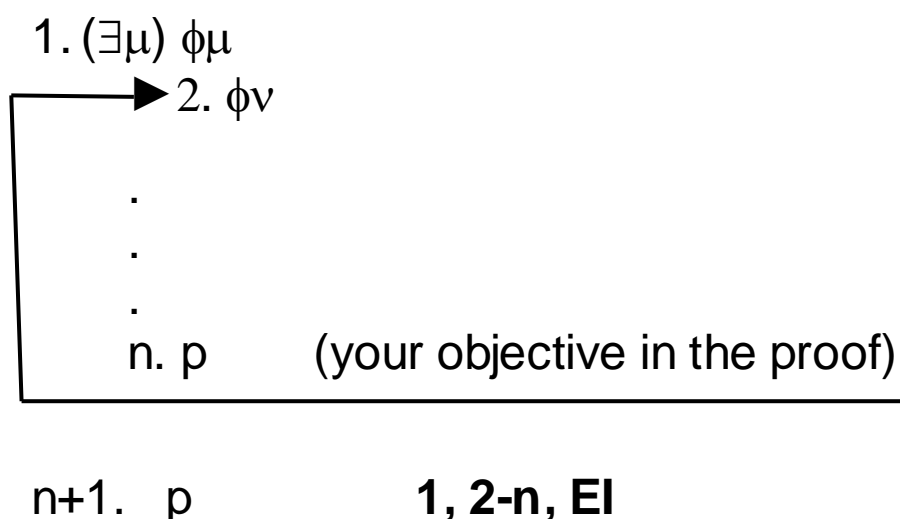 1. (∃μ) ϕμ
2. ϕν
.
.
.
n. p (your objective in the proof)
n+1. p 1, 2-n, EI